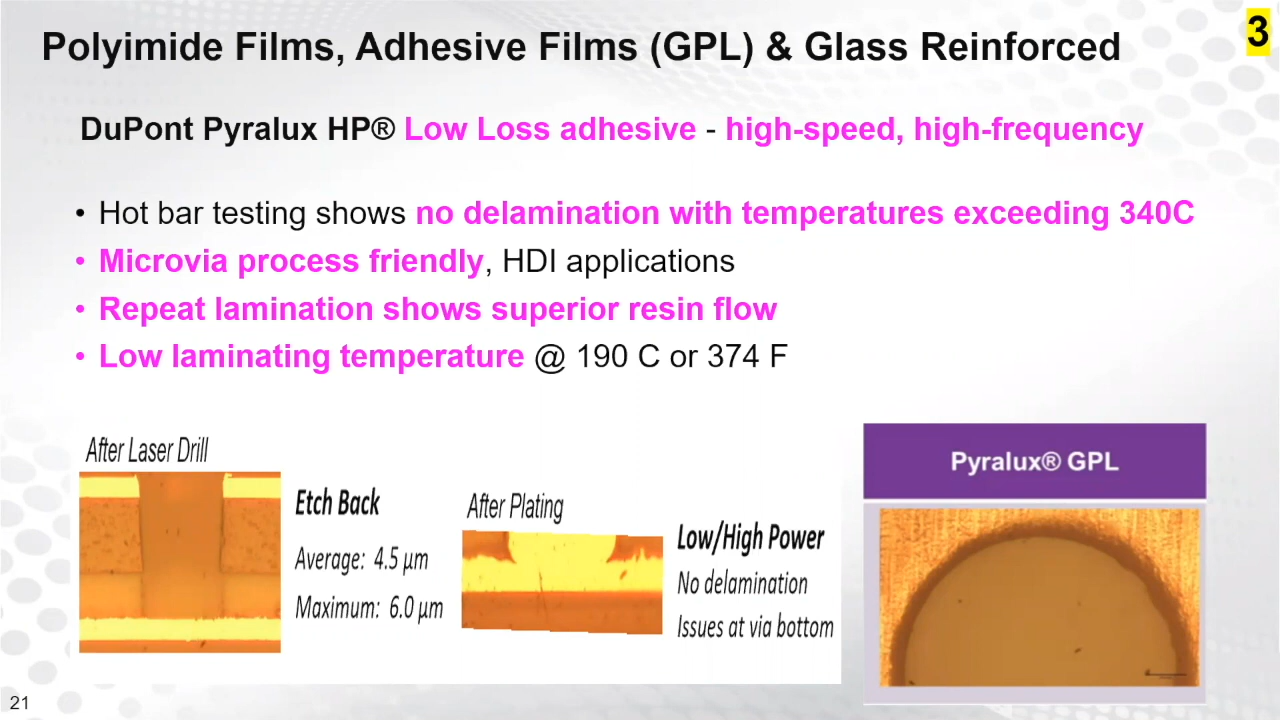 Polyimide Films, Adhesive Films (GPL) & Glass Reinforced
3
DuPont Pyralux HP® Low Loss adhesive - high-speed, high-frequency
• Hot bar testing shows no delamination with temperatures exceeding 340C
• Microvia process friendly, HDI applications
• Repeat lamination shows superior resin flow
• Low laminating temperature @ 190 C or 374 F
After Laser Drill
Etch Back
Average: 4.5 µm
Maximum: 6.0 µm
After Plating
Low/High Power
No delamination
Issues at via bottom
Pyralux® GPL
21